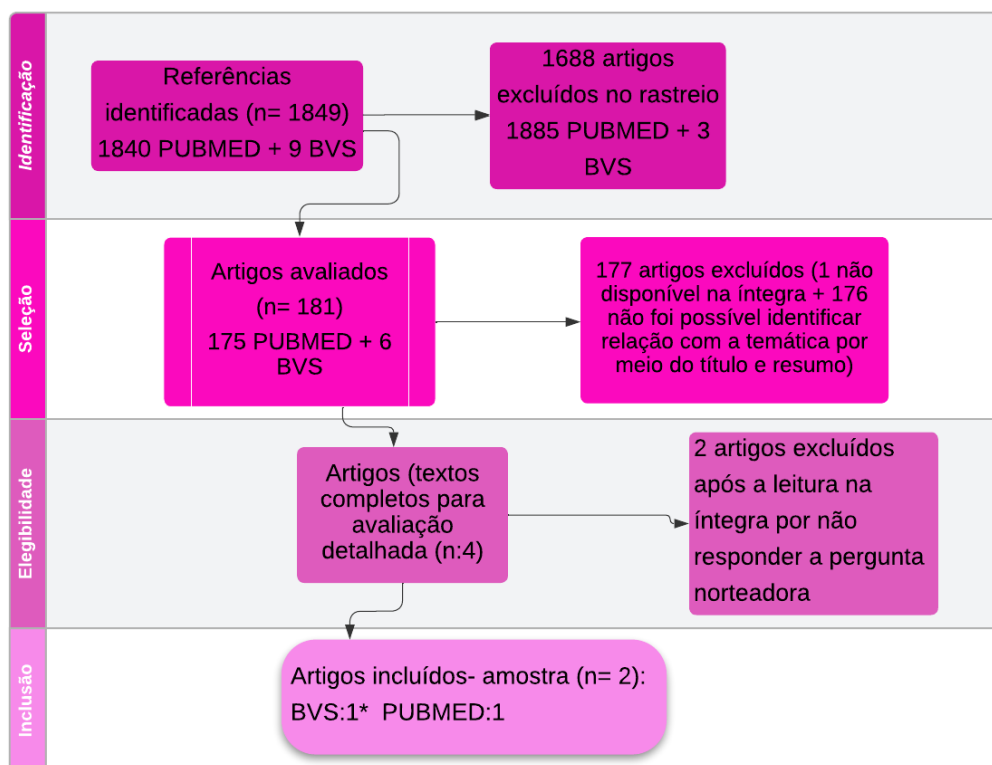 Identificação
Referências
identificadas (n= 1849)
1840 PUBMED + 9 BVS
1688 artigos
excluídos no rastreio
1885 PUBMED + 3
BVS
Seleção
Artigos avaliados
(n= 181)
175 PUBMED + 6
BVS
177 artigos excluídos (1 não
disponível na íntegra + 176
não foi possível identificar
relação com a temática por
meio do título e resumo)
Elegibilidade
Artigos (textos
completos para
avaliação
detalhada (n:4)
2 artigos excluídos
após a leitura na
íntegra por não
responder a pergunta
norteadora
Inclusão
Artigos incluídos- amostra (n= 2):
BVS:1* PUBMED:1